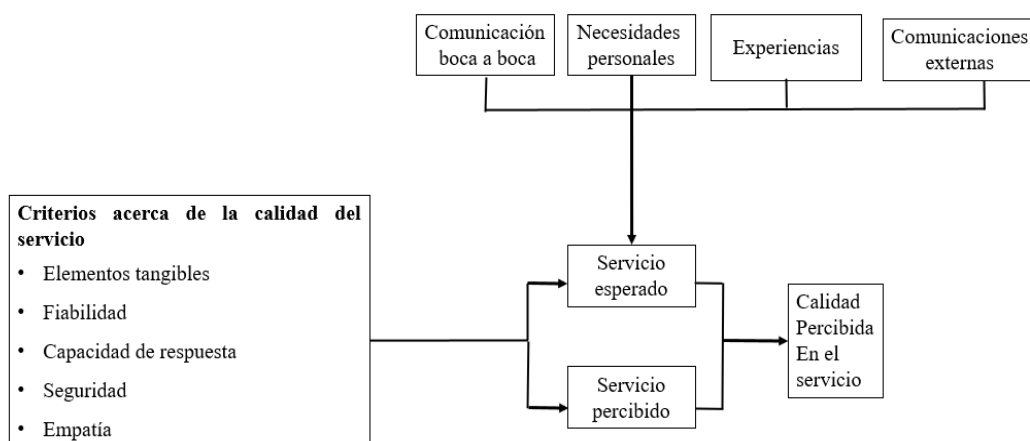 Comunicación
boca a boca
Necesidades
personales
Experiencias
Comunicaciones
externas
Criterios acerca de la calidad del
servicio
• Elementos tangibles
• Fiabilidad
• Capacidad de respuesta
• Seguridad
• Empatía
Servicio
esperado
Servicio
percibido
Calidad
Percibida
En el
servicio